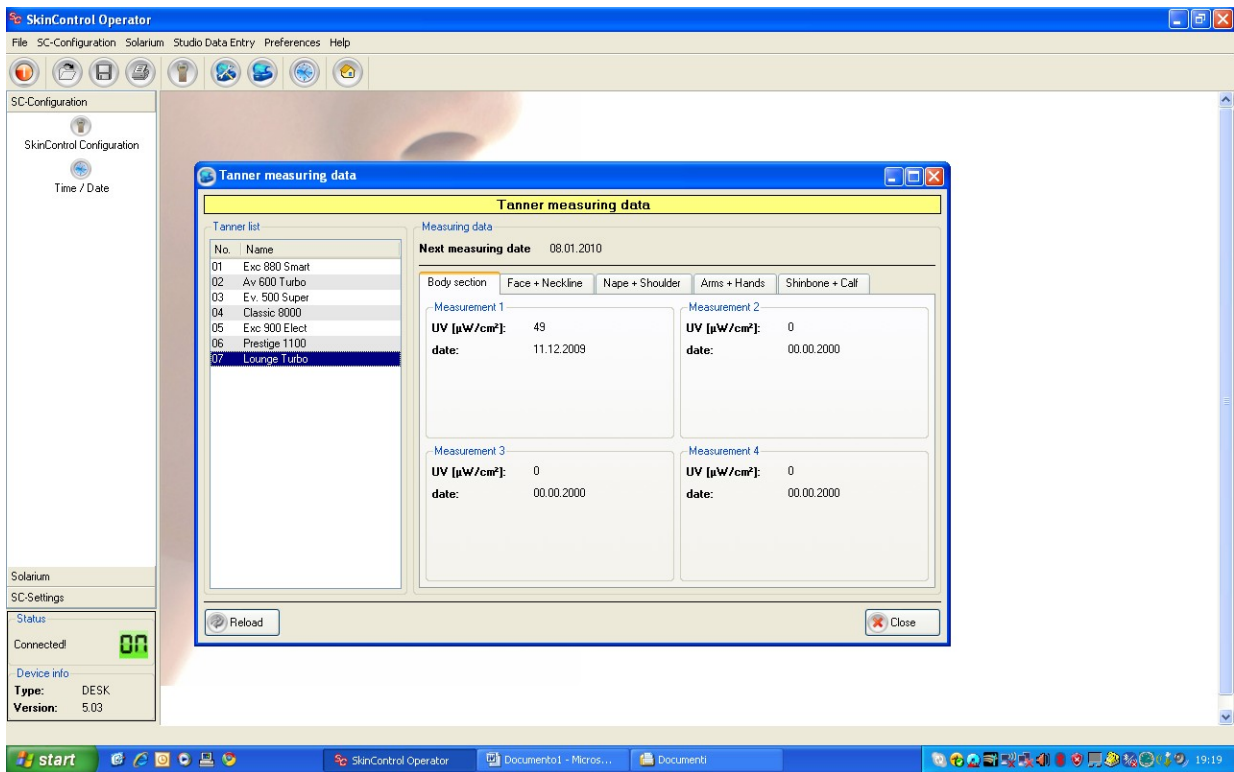 SkinControl Operator
File SC-Configuration Solarium Studio Data Entry Preferences Help
SC-Configuration
SkinControl Configuration
Time / Date
Tanner measuring data
Tanner measuring data
Tanner list
No. Name
01 Exc 880 Smart
02 Av 600 Turbo
03 Ev. 500 Super
04 Classic 8000
05 Exc 900 Elect
06 Prestige 1100
07 Lounge Turbo
Measuring data
Next measuring date 08.01.2010
Body section Face + Neckline Nape + Shoulder Arms + Hands Shinbone + Calf
Measurement 1
UV [µW/cm²]: 49
date: 11.12.2009
Measurement 2
UV [µW/cm²]: 0
date: 00.00.2000
Measurement 3
UV [µW/cm²]: 0
date: 00.00.2000
Measurement 4
UV [µW/cm²]: 0
date: 00.00.2000
Reload
Close
Solarium
SC-Settings
Status
Connected! ON
Device info
Type: DESK
Version: 5.03
start SkinControl Operator Documento1 - Micros... Documenti 19:19